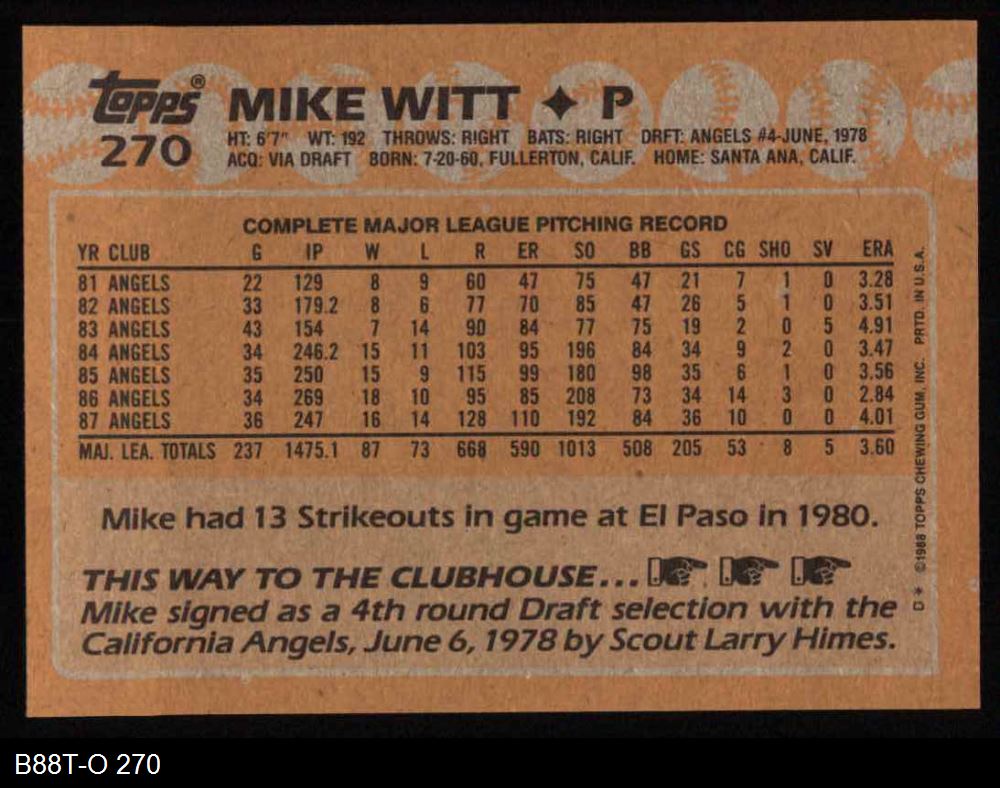 topps® MIKE WITT ✦ P
270 HT: 6'7" WT: 192 THROWS: RIGHT BATS: RIGHT DRFT: ANGELS #4-JUNE, 1978
ACQ: VIA DRAFT BORN: 7-20-60, FULLERTON, CALIF. HOME: SANTA ANA, CALIF.
COMPLETE MAJOR LEAGUE PITCHING RECORD
YR CLUB G IP W L R ER SO BB GS CG SHO SV ERA
81 ANGELS 22 129 8 9 60 47 75 47 21 7 1 0 3.28
82 ANGELS 33 179.2 8 6 77 70 85 47 26 5 1 0 3.51
83 ANGELS 43 154 7 14 90 84 77 75 19 2 0 5 4.91
84 ANGELS 34 246.2 15 11 103 95 196 84 34 9 2 0 3.47
85 ANGELS 35 250 15 9 115 99 180 98 35 6 1 0 3.56
86 ANGELS 34 269 18 10 95 85 208 73 34 14 3 0 2.84
87 ANGELS 36 247 16 14 128 110 192 84 36 10 0 0 4.01
MAJ. LEA. TOTALS 237 1475.1 87 73 668 590 1013 508 205 53 8 5 3.60
Mike had 13 Strikeouts in game at El Paso in 1980.
THIS WAY TO THE CLUBHOUSE...
Mike signed as a 4th round Draft selection with the
California Angels, June 6, 1978 by Scout Larry Himes.
D* ©1988 TOPPS CHEWING GUM, INC. PRTD. IN U.S.A.
B88T-O 270